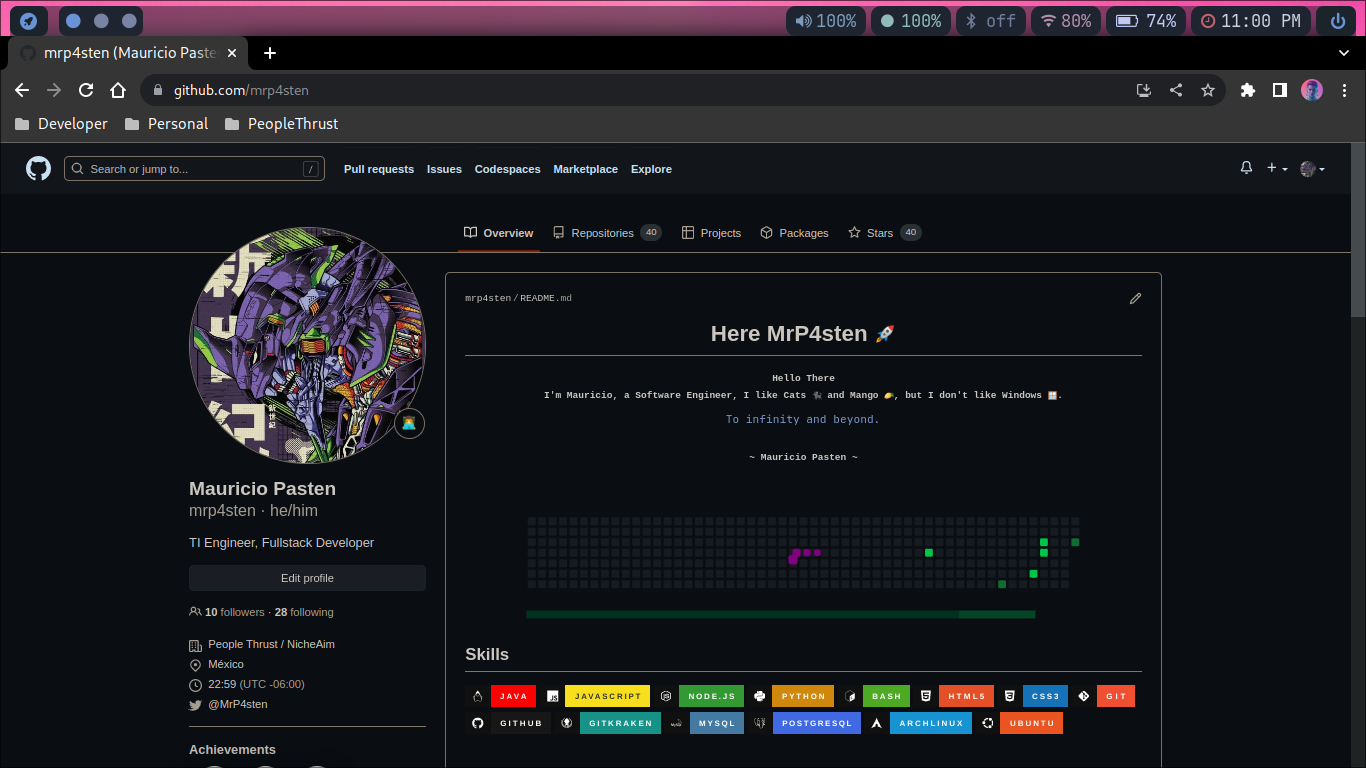 100% 100% off 80% 74% 11:00 PM
mrp4sten (Mauricio Paste
github.com/mrp4sten
Developer Personal PeopleThrust
Search or jump to... / Pull requests Issues Codespaces Marketplace Explore
Overview Repositories 40 Projects Packages Stars 40
mrp4sten / README.md
Here MrP4sten 🚀
Hello There
I'm Mauricio, a Software Engineer, I like Cats 🐈‍⬛ and Mango 🥭, but I don't like Windows 🪟.
To infinity and beyond.
~ Mauricio Pasten ~
新世紀
Mauricio Pasten
mrp4sten · he/him
TI Engineer, Fullstack Developer
Edit profile
10 followers · 28 following
People Thrust / NicheAim
México
22:59 (UTC -06:00)
@MrP4sten
Achievements
Skills
JAVA JS JAVASCRIPT NODE.JS PYTHON BASH HTML5 CSS3 GIT
GITHUB GITKRAKEN MYSQL POSTGRESQL ARCHLINUX UBUNTU